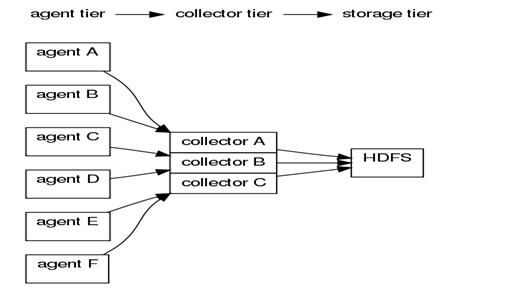 agent tier collector tier storage tier
agent A
agent B
agent C
agent D
agent E
agent F
collector A
collector B
collector C
HDFS